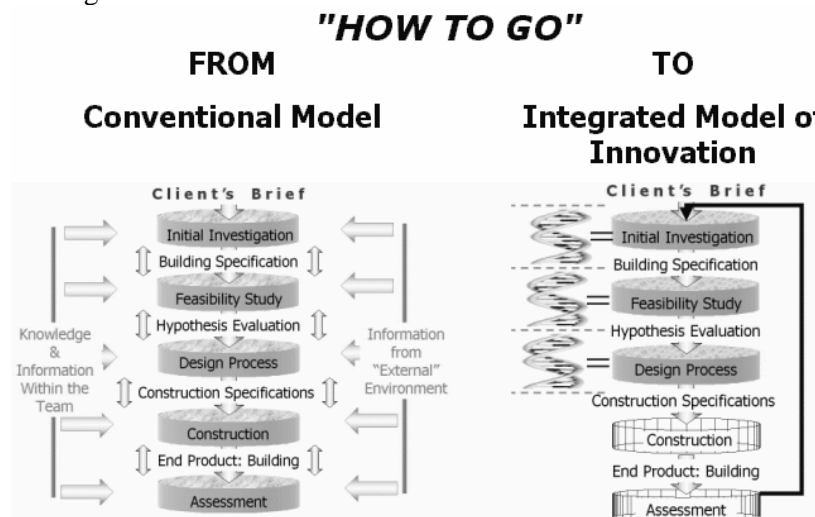 "HOW TO GO"
FROM
TO
Conventional Model
Integrated Model of
Innovation
Client's Brief
Initial Investigation
Building Specification
Feasibility Study
Hypothesis Evaluation
Design Process
Construction Specifications
Construction
End Product: Building
Assessment
Knowledge
&
Information
Within the
Team
Information
from
"External"
Environment
Client's Brief
Initial Investigation
Building Specification
Feasibility Study
Hypothesis Evaluation
Design Process
Construction Specifications
Construction
End Product: Building
Assessment